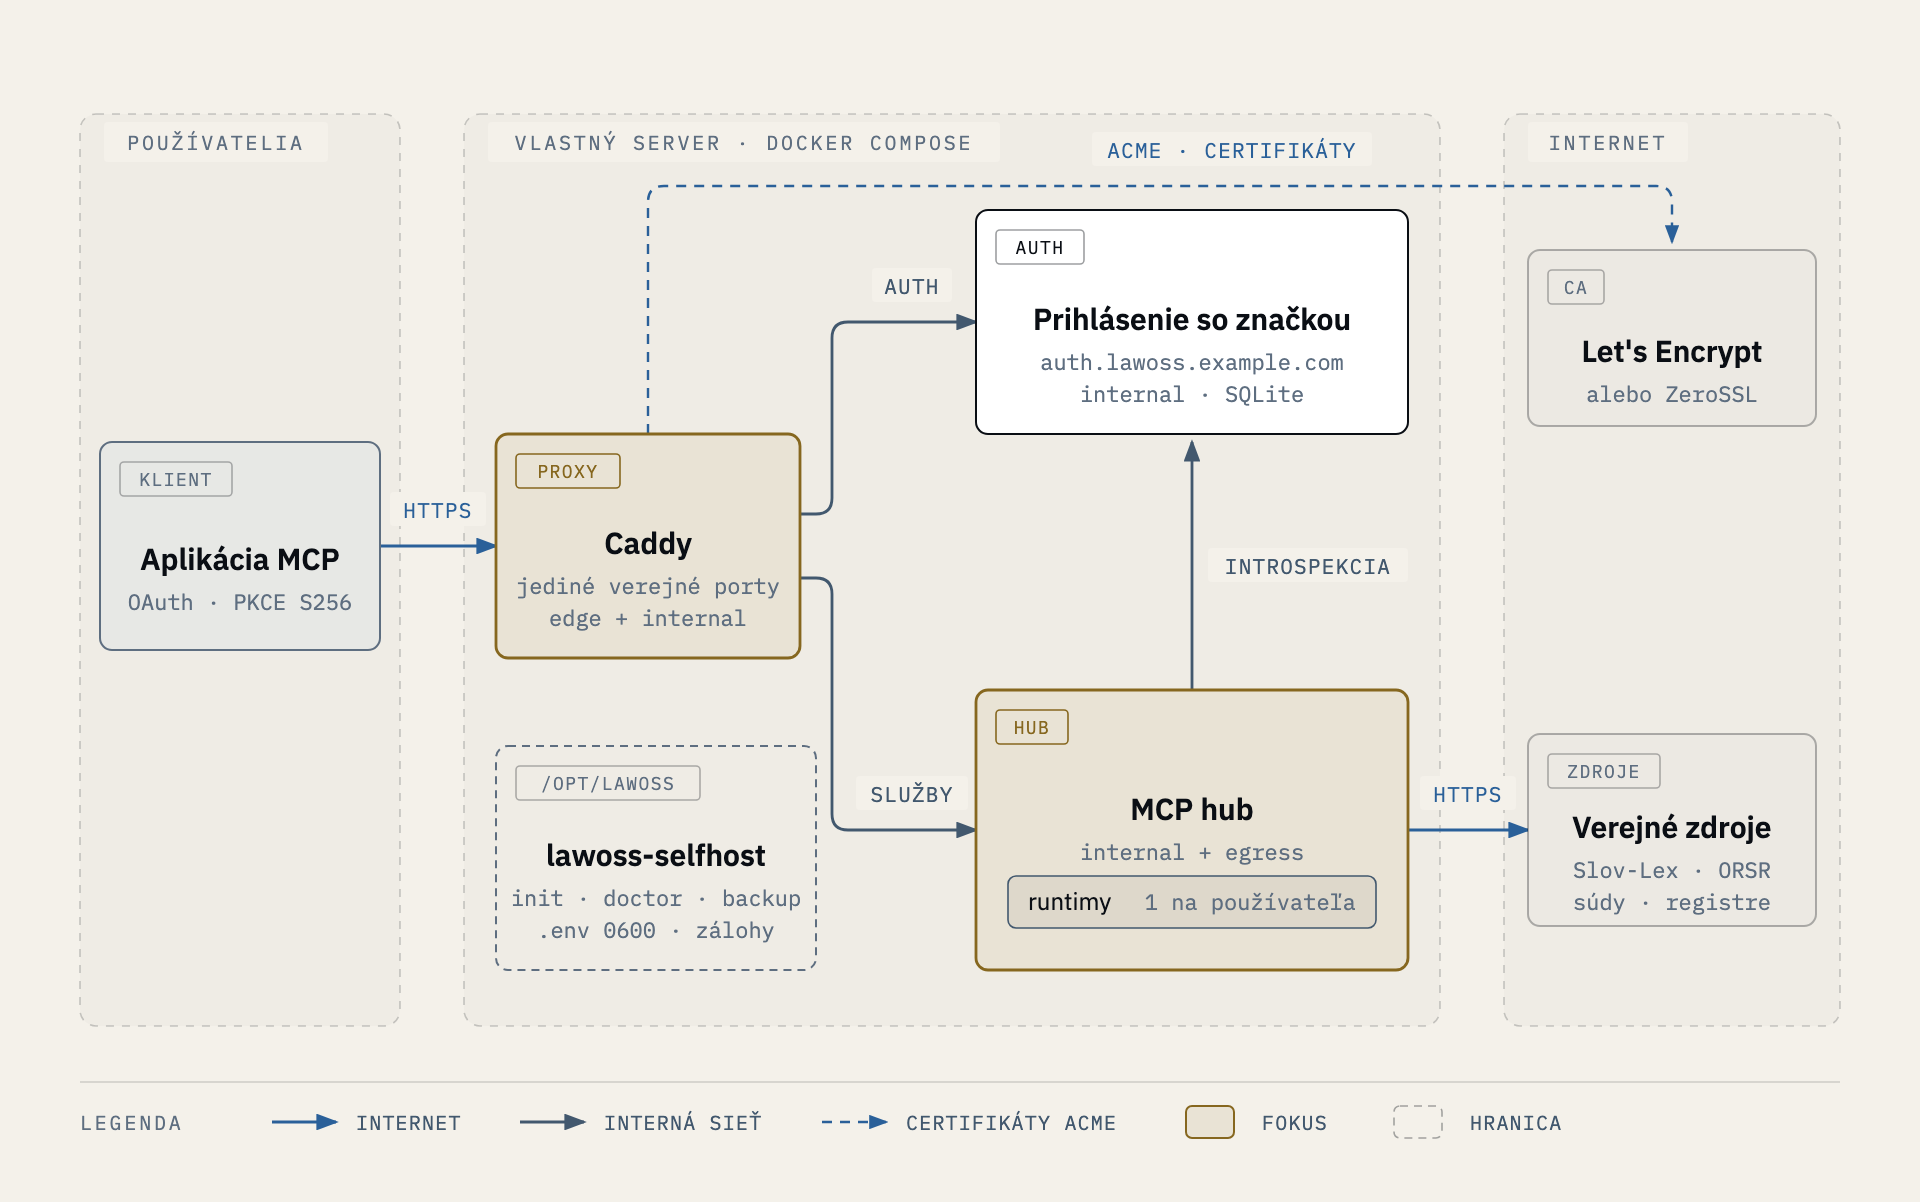 POUŽÍVATELIA
VLASTNÝ SERVER · DOCKER COMPOSE
ACME · CERTIFIKÁTY
INTERNET
KLIENT
Aplikácia MCP
OAuth · PKCE S256
HTTPS
PROXY
Caddy
jediné verejné porty
edge + internal
/OPT/LAWOSS
lawoss-selfhost
init · doctor · backup
.env 0600 · zálohy
AUTH
SLUŽBY
AUTH
Prihlásenie so značkou
auth.lawoss.example.com
internal · SQLite
INTROSPEKCIA
HUB
MCP hub
internal + egress
runtimy 1 na používateľa
HTTPS
CA
Let's Encrypt
alebo ZeroSSL
ZDROJE
Verejné zdroje
Slov-Lex · ORSR
súdy · registre
LEGENDA
INTERNET
INTERNÁ SIEŤ
CERTIFIKÁTY ACME
FOKUS
HRANICA